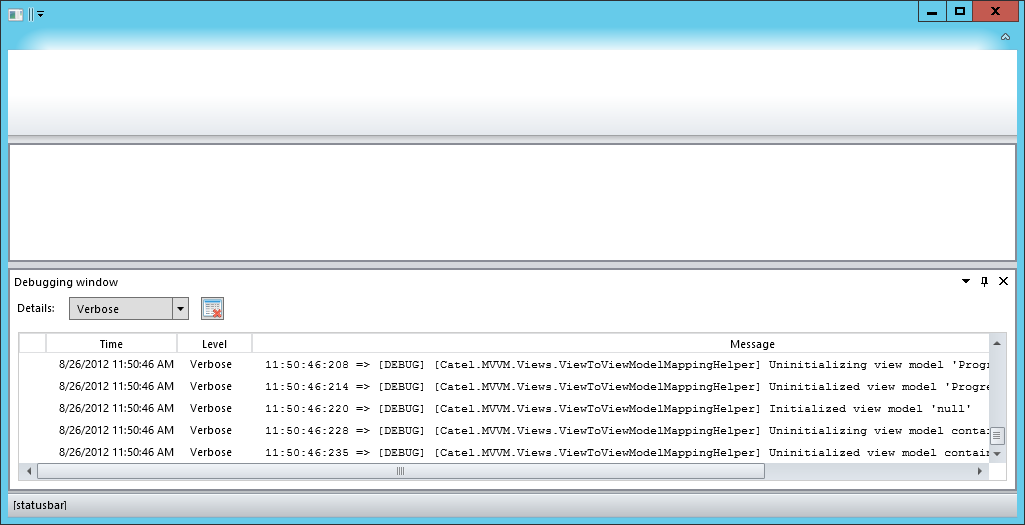 Debugging window
Details: Verbose
Time Level Message
8/26/2012 11:50:46 AM Verbose 11:50:46:208 => [DEBUG] [Catel.MVVM.Views.ViewToViewModelMappingHelper] Uninitializing view model 'Progr
8/26/2012 11:50:46 AM Verbose 11:50:46:214 => [DEBUG] [Catel.MVVM.Views.ViewToViewModelMappingHelper] Uninitialized view model 'Progre
8/26/2012 11:50:46 AM Verbose 11:50:46:220 => [DEBUG] [Catel.MVVM.Views.ViewToViewModelMappingHelper] Initialized view model 'null'
8/26/2012 11:50:46 AM Verbose 11:50:46:228 => [DEBUG] [Catel.MVVM.Views.ViewToViewModelMappingHelper] Uninitializing view model contai
8/26/2012 11:50:46 AM Verbose 11:50:46:235 => [DEBUG] [Catel.MVVM.Views.ViewToViewModelMappingHelper] Uninitialized view model contain
[statusbar]